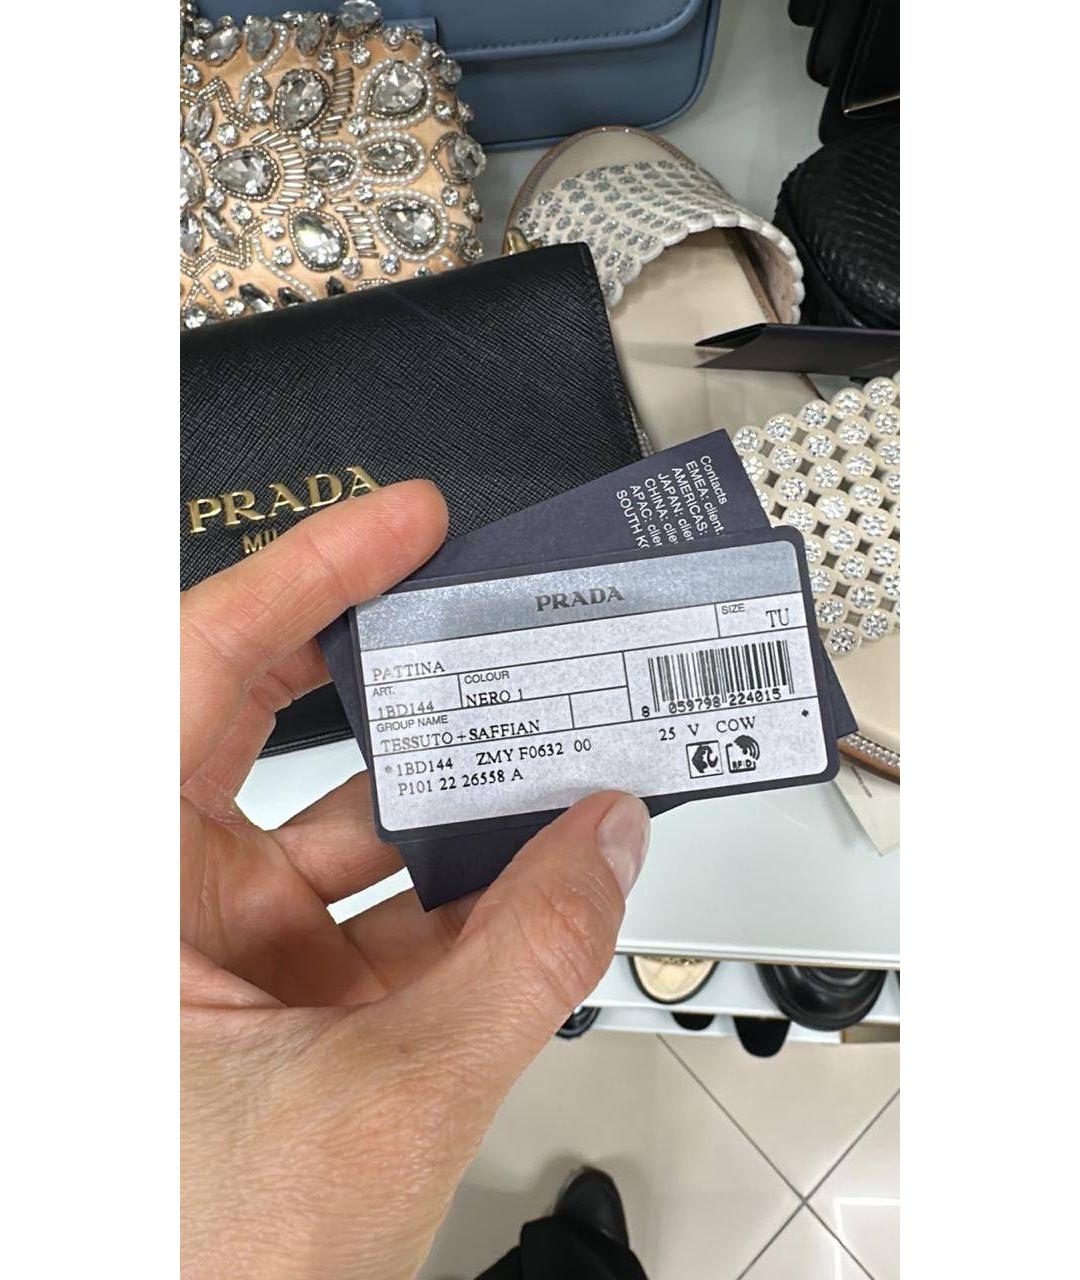 PRADA
MIL
Contacts
EMEA: client.
AMERICAS:
JAPAN: clie
CHINA: clie
APAC: clie
SOUTH KO
PRADA
SIZE TU
PATTINA
ART. 1BD144
COLOUR NERO 1
GROUP NAME
TESSUTO+SAFFIAN
8 059798 224015
*1BD144 ZMY F0632 00
P101 22 26558 A
25 V COW *
RFID